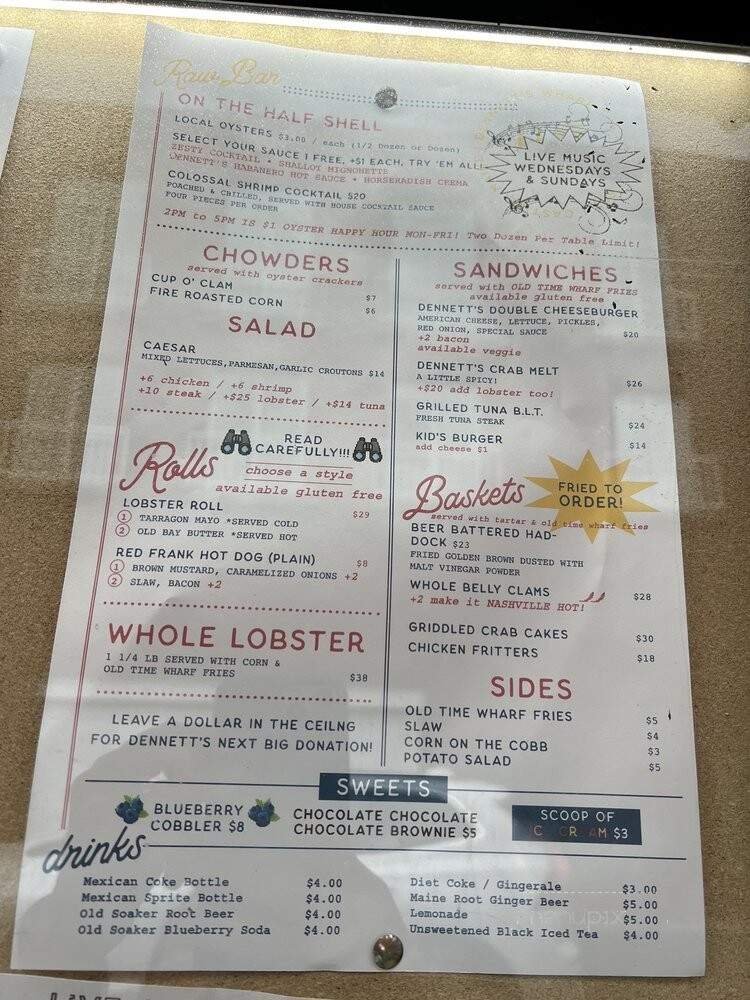 Raw Bar
ON THE HALF SHELL
LOCAL OYSTERS $3.00 / each (1/2 Dozen or Dozen)
SELECT YOUR SAUCE 1 FREE, +$1 EACH, TRY 'EM ALL!
ZESTY COCKTAIL * SHALLOT MIGNONETTE
DENNETT'S HABANERO HOT SAUCE * HORSERADISH CREMA
COLOSSAL SHRIMP COCKTAIL $20
POACHED & CHILLED, SERVED WITH HOUSE COCKTAIL SAUCE
FOUR PIECES PER ORDER
2PM to 5PM IS $1 OYSTER HAPPY HOUR MON-FRI! Two Dozen Per Table Limit!
LIVE MUSIC
WEDNESDAYS
& SUNDAYS
CHOWDERS
served with oyster crackers
CUP O' CLAM $7
FIRE ROASTED CORN $6
SALAD
CAESAR
MIXED LETTUCES, PARMESAN, GARLIC CROUTONS $14
+6 chicken / +6 shrimp
+10 steak / +$25 lobster / +$14 tuna
READ
CAREFULLY!!!
Rolls
choose a style
available gluten free
LOBSTER ROLL $29
1 TARRAGON MAYO *SERVED COLD
2 OLD BAY BUTTER *SERVED HOT
RED FRANK HOT DOG (PLAIN) $8
1 BROWN MUSTARD, CARAMELIZED ONIONS +2
2 SLAW, BACON +2
WHOLE LOBSTER
1 1/4 LB SERVED WITH CORN &
OLD TIME WHARF FRIES $38
LEAVE A DOLLAR IN THE CEILNG
FOR DENNETT'S NEXT BIG DONATION!
SANDWICHES
served with OLD TIME WHARF FRIES
available gluten free
DENNETT'S DOUBLE CHEESEBURGER
AMERICAN CHEESE, LETTUCE, PICKLES,
RED ONION, SPECIAL SAUCE $20
+2 bacon
available veggie
DENNETT'S CRAB MELT
A LITTLE SPICY! $26
+$20 add lobster too!
GRILLED TUNA B.L.T.
FRESH TUNA STEAK $24
KID'S BURGER $14
add cheese $1
Baskets
FRIED TO
ORDER!
served with tartar & old time wharf fries
BEER BATTERED HAD-
DOCK $23
FRIED GOLDEN BROWN DUSTED WITH
MALT VINEGAR POWDER
WHOLE BELLY CLAMS $28
+2 make it NASHVILLE HOT!
GRIDDLED CRAB CAKES $30
CHICKEN FRITTERS $18
SIDES
OLD TIME WHARF FRIES $5
SLAW $4
CORN ON THE COBB $3
POTATO SALAD $5
SWEETS
BLUEBERRY
COBBLER $8
CHOCOLATE CHOCOLATE
CHOCOLATE BROWNIE $5
SCOOP OF
$3
drinks
Mexican Coke Bottle $4.00
Mexican Sprite Bottle $4.00
Old Soaker Root Beer $4.00
Old Soaker Blueberry Soda $4.00
Diet Coke / Gingerale $3.00
Maine Root Ginger Beer $5.00
Lemonade $5.00
Unsweetened Black Iced Tea $4.00